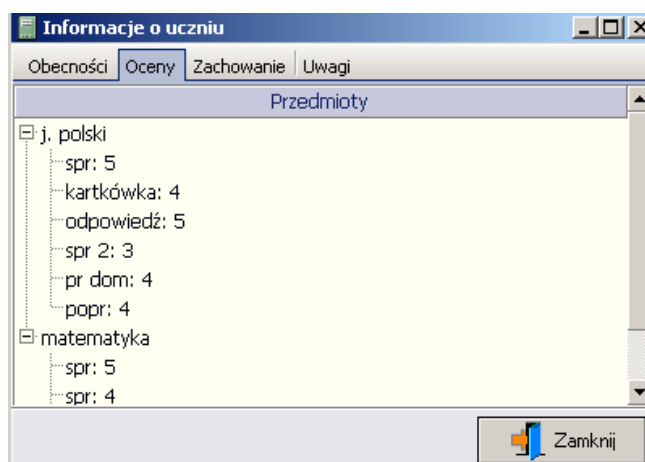 Informacje o uczniu
Obecności Oceny Zachowanie Uwagi
Przedmioty
j. polski
spr: 5
kartkówka: 4
odpowiedź: 5
spr 2: 3
pr dom: 4
popr: 4
matematyka
spr: 5
spr: 4
Zamknij